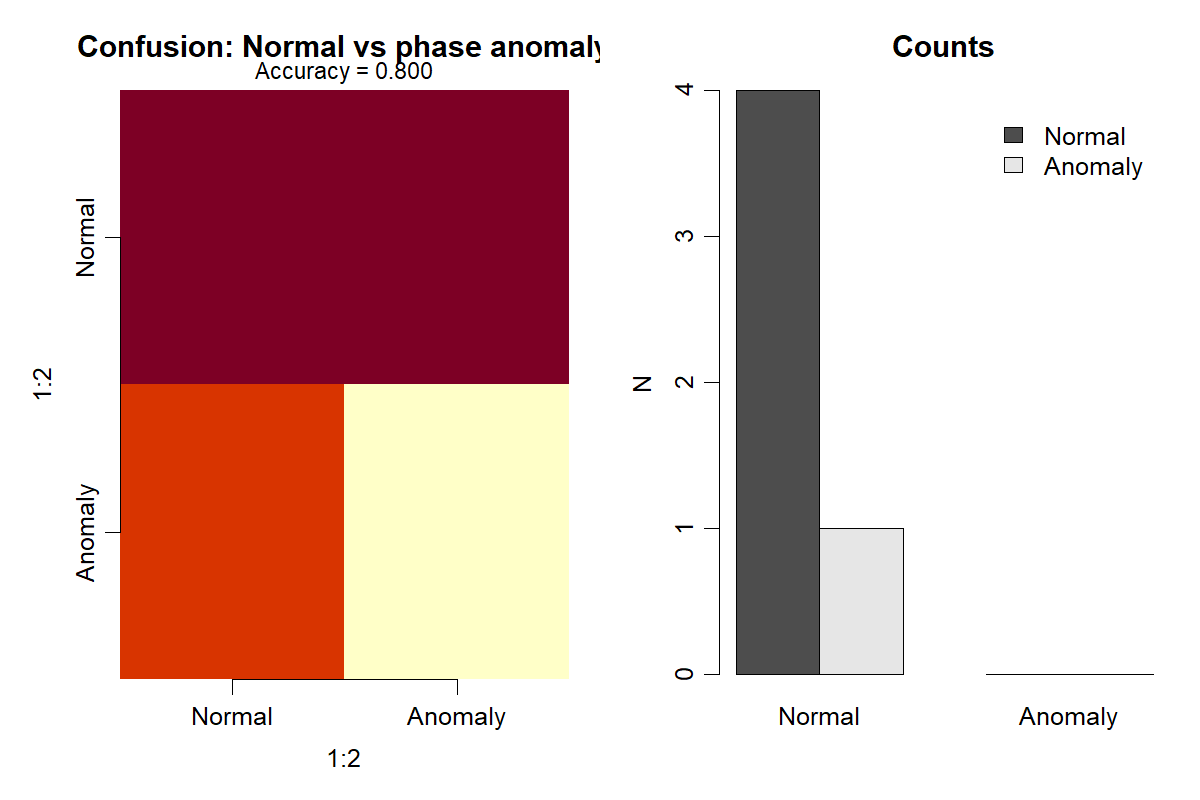 Confusion: Normal vs phase anomaly
Accuracy = 0.800
Normal
Anomaly
1:2
Normal Anomaly
1:2
Counts
4
3
2
1
0
N
Normal
Anomaly
Normal Anomaly